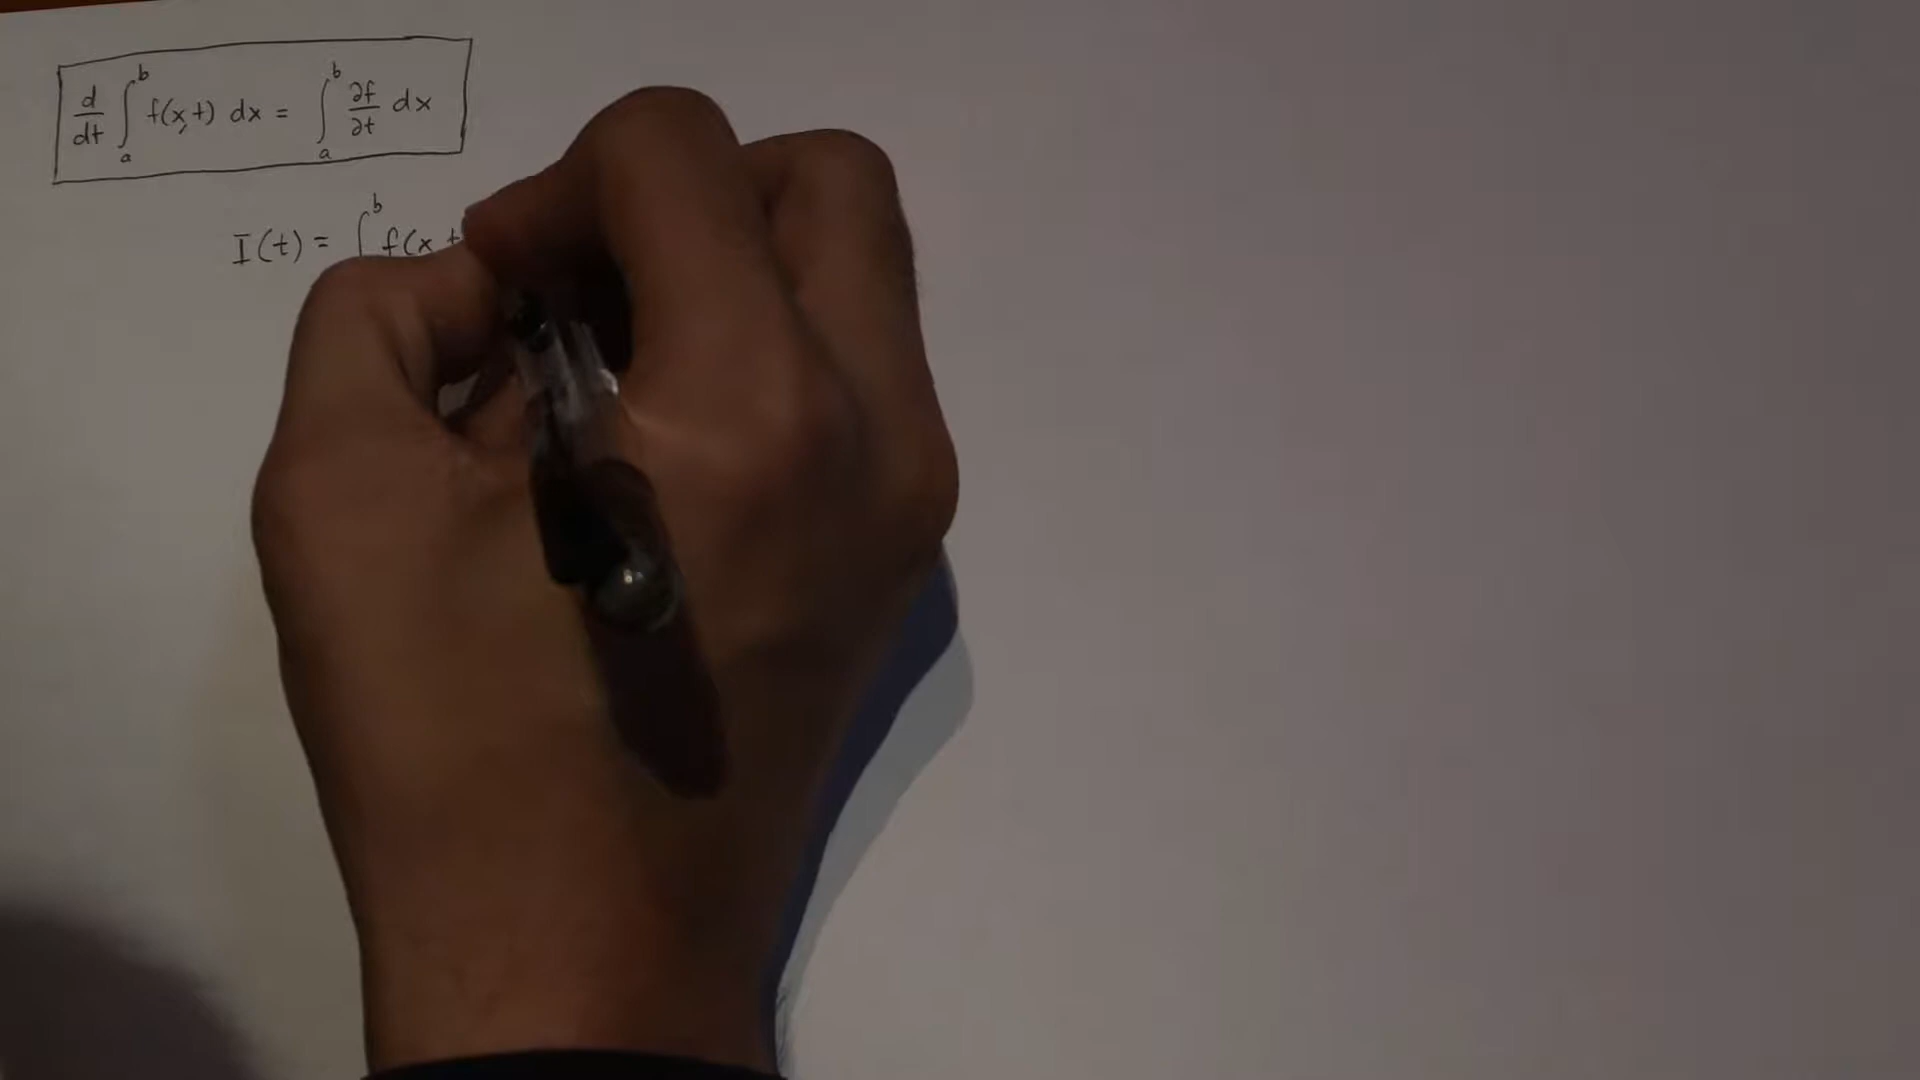 d/dt ∫_a^b f(x,t) dx = ∫_a^b ∂f/∂t dx
I(t) = ∫^b f(x t